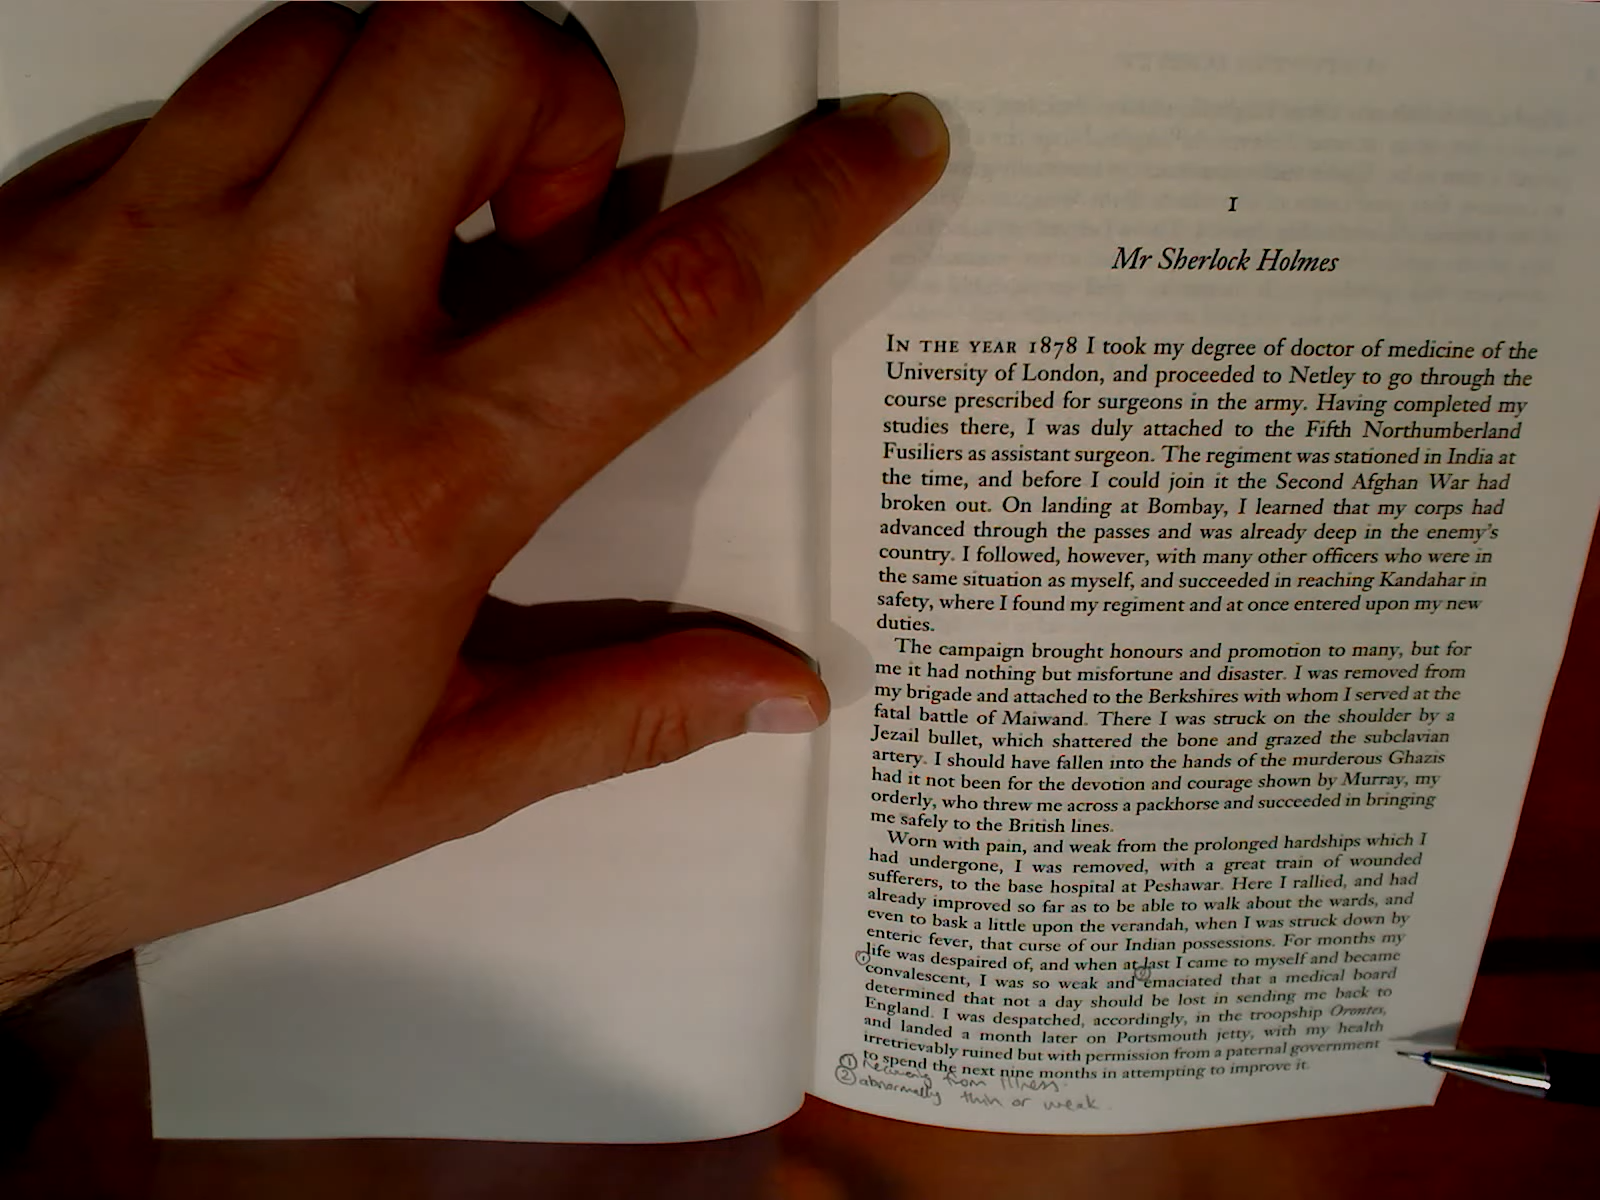 I
Mr Sherlock Holmes
IN THE YEAR 1878 I took my degree of doctor of medicine of the
University of London, and proceeded to Netley to go through the
course prescribed for surgeons in the army. Having completed my
studies there, I was duly attached to the Fifth Northumberland
Fusiliers as assistant surgeon. The regiment was stationed in India at
the time, and before I could join it the Second Afghan War had
broken out. On landing at Bombay, I learned that my corps had
advanced through the passes and was already deep in the enemy's
country. I followed, however, with many other officers who were in
the same situation as myself, and succeeded in reaching Kandahar in
safety, where I found my regiment and at once entered upon my new
duties.
The campaign brought honours and promotion to many, but for
me it had nothing but misfortune and disaster. I was removed from
my brigade and attached to the Berkshires with whom I served at the
fatal battle of Maiwand. There I was struck on the shoulder by a
Jezail bullet, which shattered the bone and grazed the subclavian
artery. I should have fallen into the hands of the murderous Ghazis
had it not been for the devotion and courage shown by Murray, my
orderly, who threw me across a packhorse and succeeded in bringing
me safely to the British lines.
Worn with pain, and weak from the prolonged hardships which I
had undergone, I was removed, with a great train of wounded
sufferers, to the base hospital at Peshawar. Here I rallied, and had
already improved so far as to be able to walk about the wards, and
even to bask a little upon the verandah, when I was struck down by
enteric fever, that curse of our Indian possessions. For months my
life was despaired of, and when at last I came to myself and became
① convalescent, I was so weak and ② emaciated that a medical board
determined that not a day should be lost in sending me back to
England. I was despatched, accordingly, in the troopship Orontes,
and landed a month later on Portsmouth jetty, with my health
irretrievably ruined but with permission from a paternal government
to spend the next nine months in attempting to improve it.
① recovering from illness.
② abnormally thin or weak.